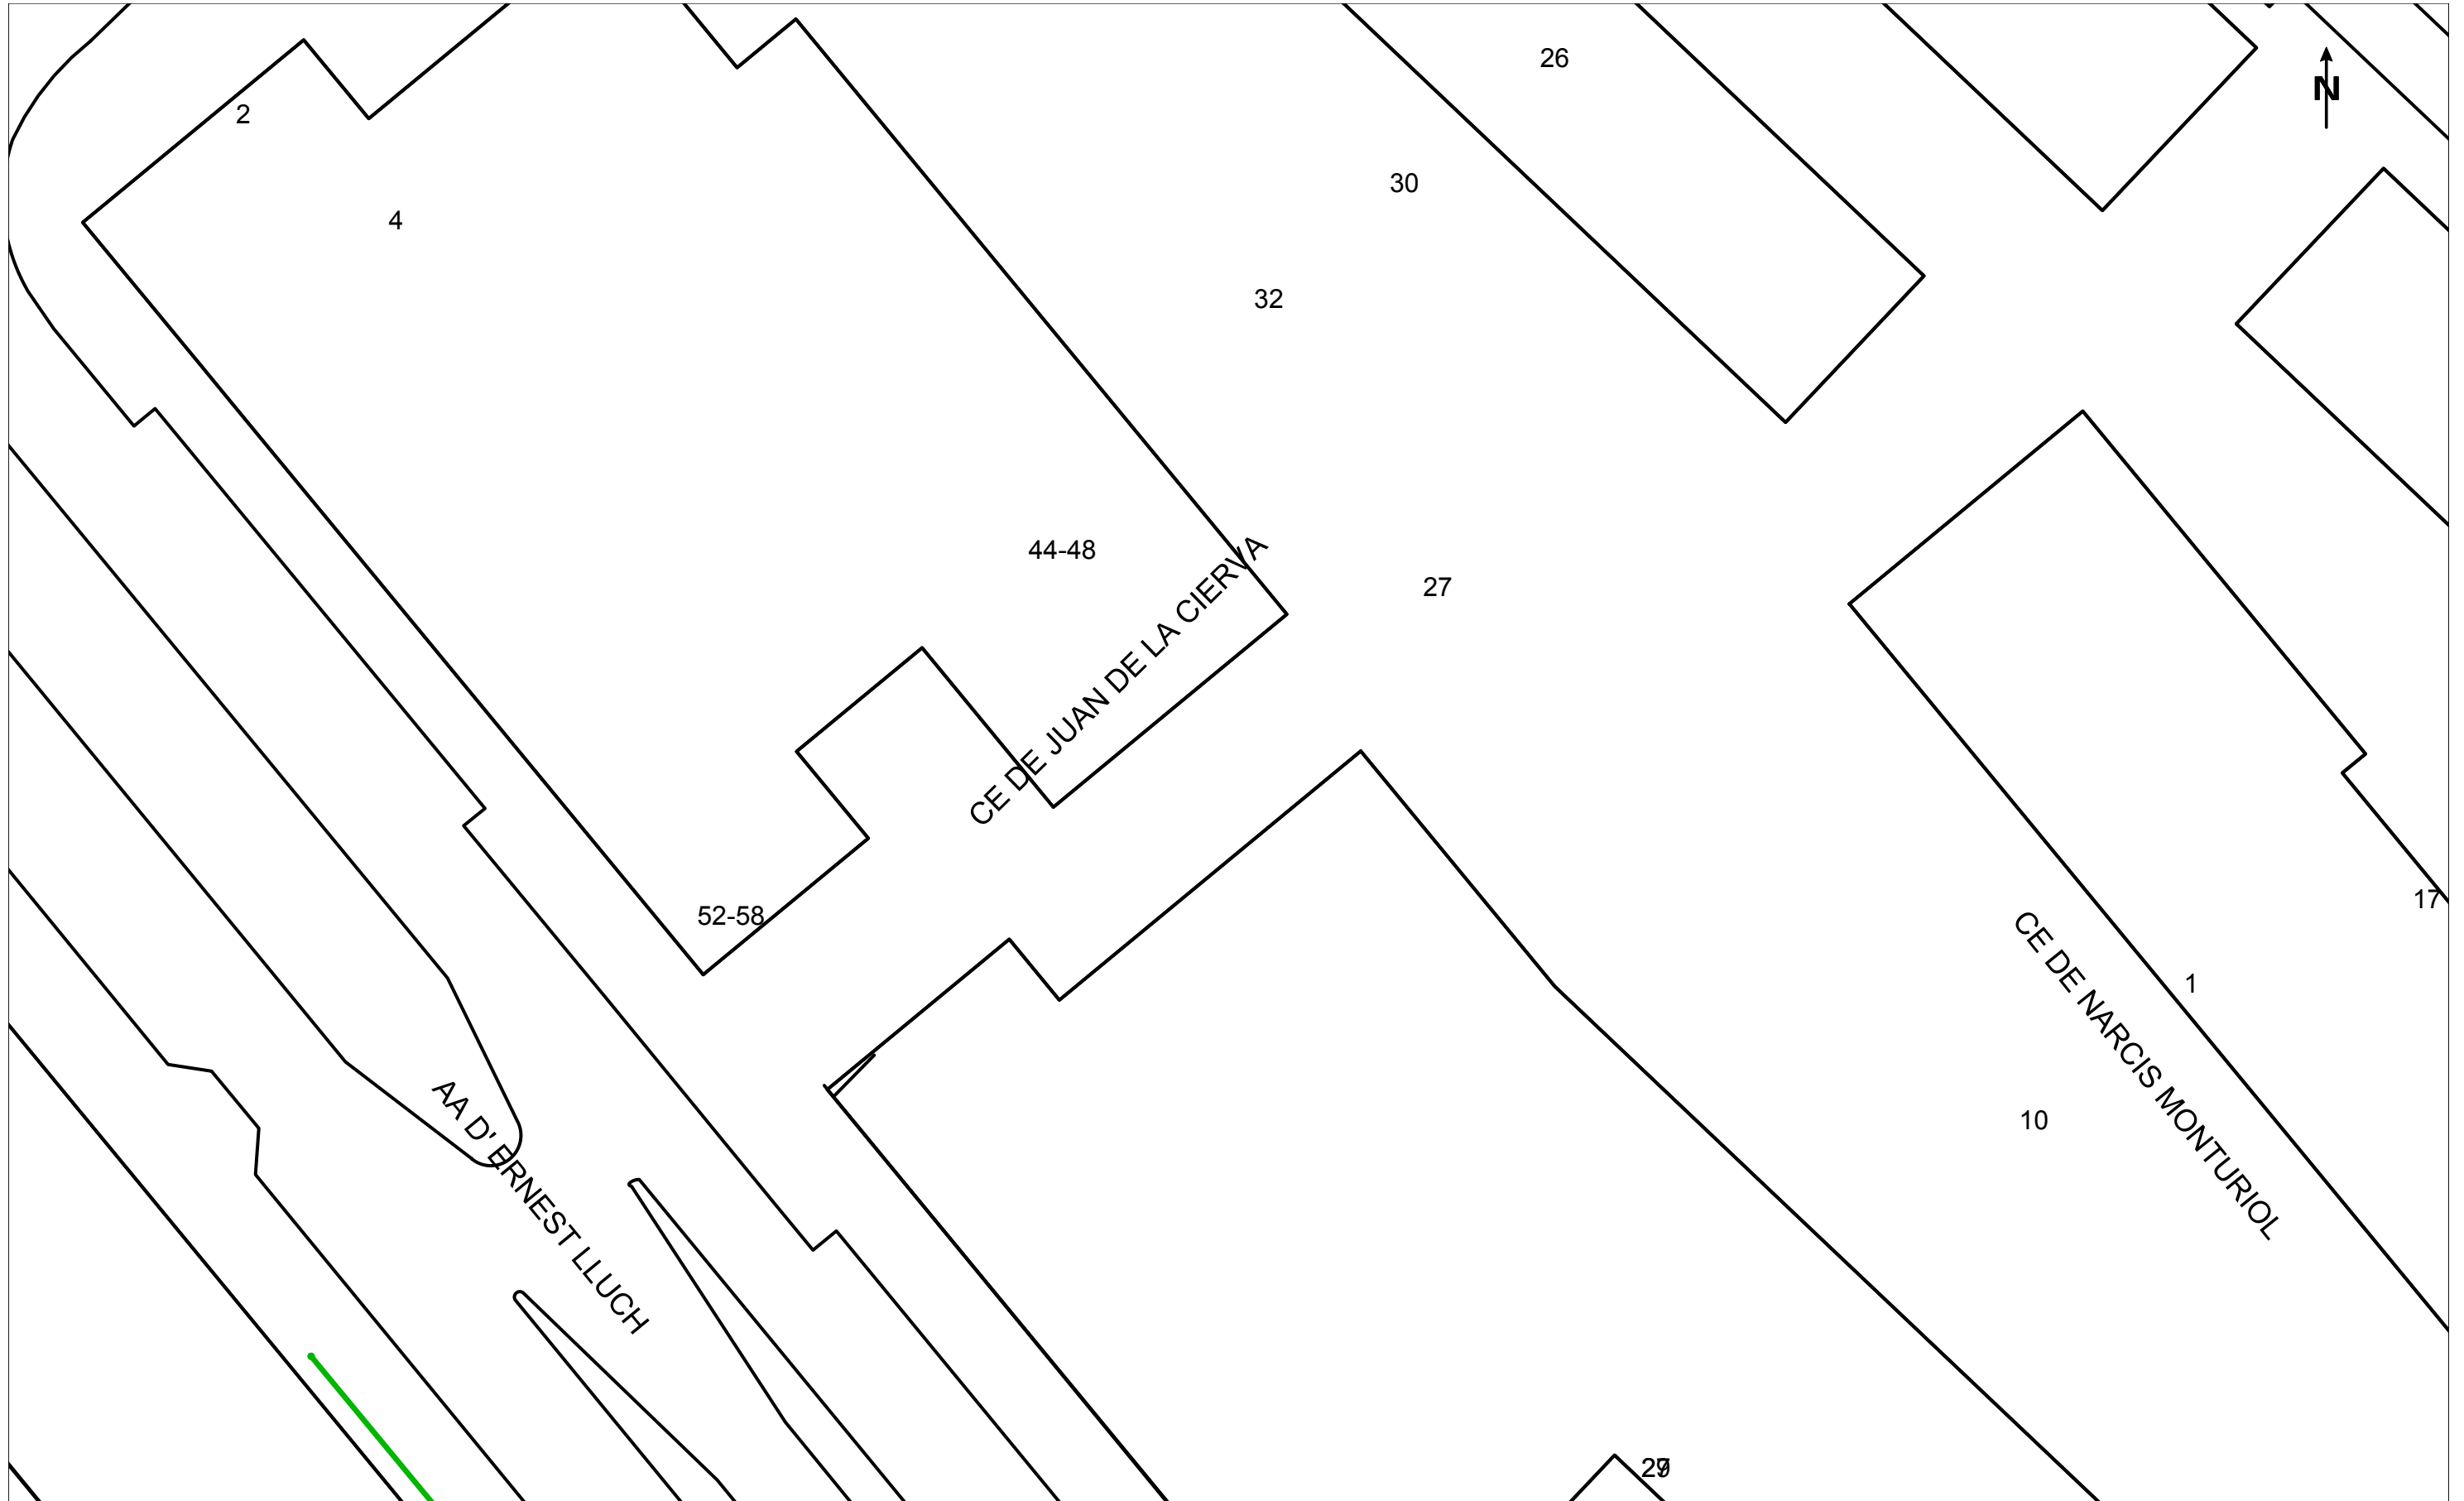 26
N
2
30
4
32
44-48
27
CE DE JUAN DE LA CIERVA
52-58
17
CE DE NARCIS MONTURIOL
1
10
AA D' ERNEST LLUCH